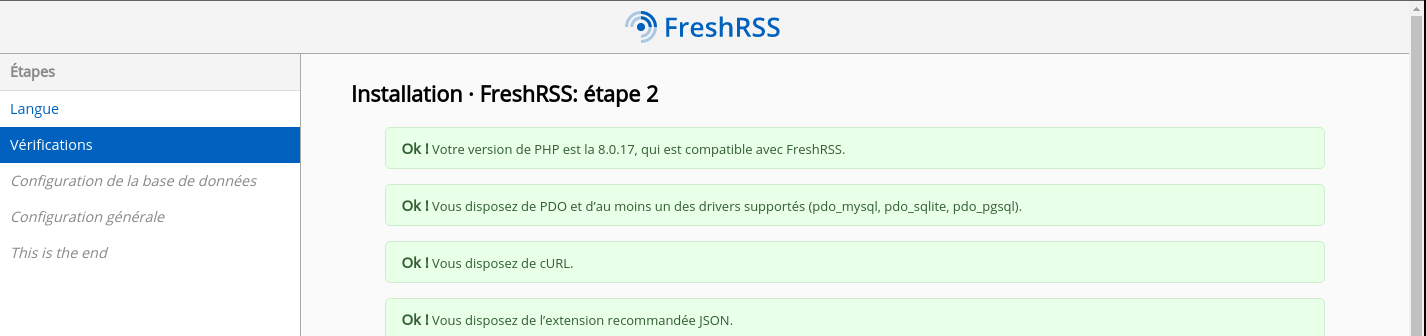 FreshRSS
Étapes
Langue
Vérifications
Configuration de la base de données
Configuration générale
This is the end
Installation · FreshRSS: étape 2
Ok ! Votre version de PHP est la 8.0.17, qui est compatible avec FreshRSS.
Ok ! Vous disposez de PDO et d’au moins un des drivers supportés (pdo_mysql, pdo_sqlite, pdo_pgsql).
Ok ! Vous disposez de cURL.
Ok ! Vous disposez de l’extension recommandée JSON.